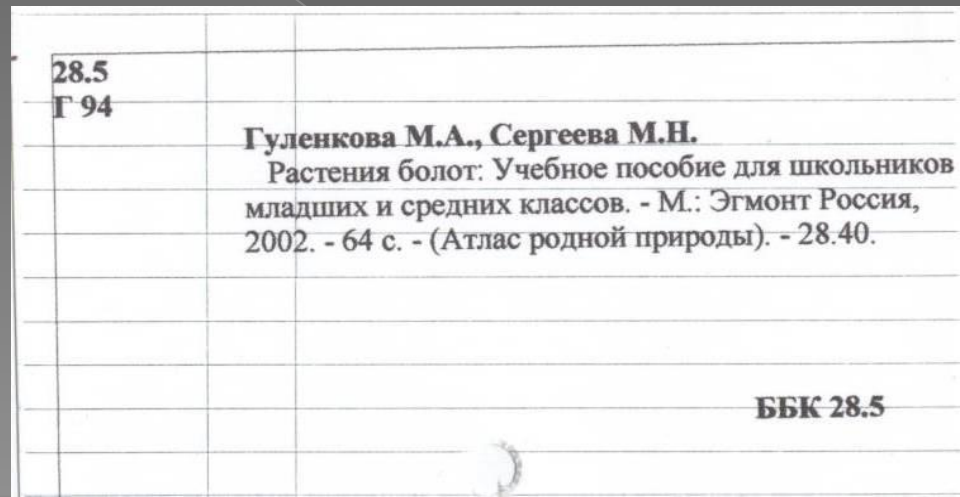 28.5
Г 94
Гуленкова М.А., Сергеева М.Н.
Растения болот: Учебное пособие для школьников
младших и средних классов. - М.: Эгмонт Россия,
2002. - 64 с. - (Атлас родной природы). - 28.40.
ББК 28.5